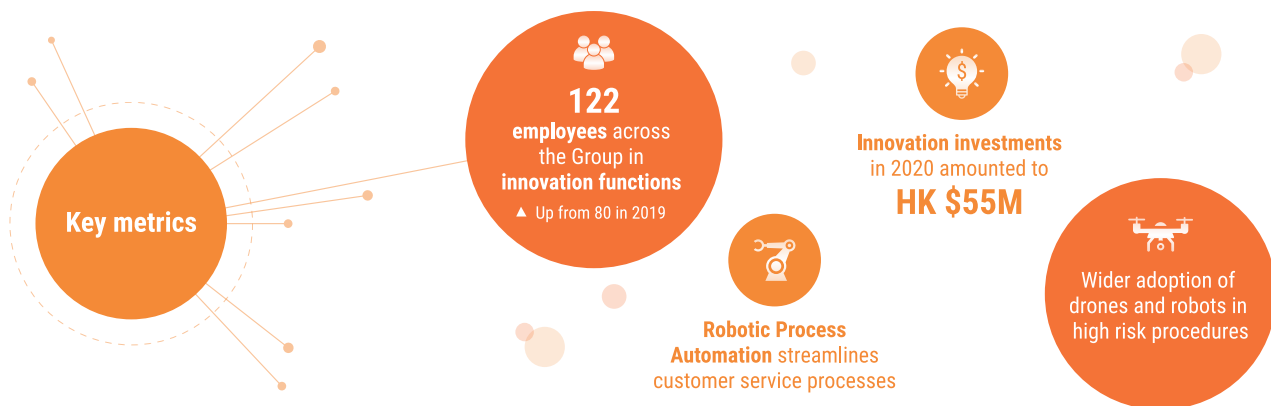 Key metrics
122
employees across
the Group in
innovation functions
▲ Up from 80 in 2019
Robotic Process
Automation streamlines
customer service processes
$
Innovation investments
in 2020 amounted to
HK $55M
Wider adoption of
drones and robots in
high risk procedures